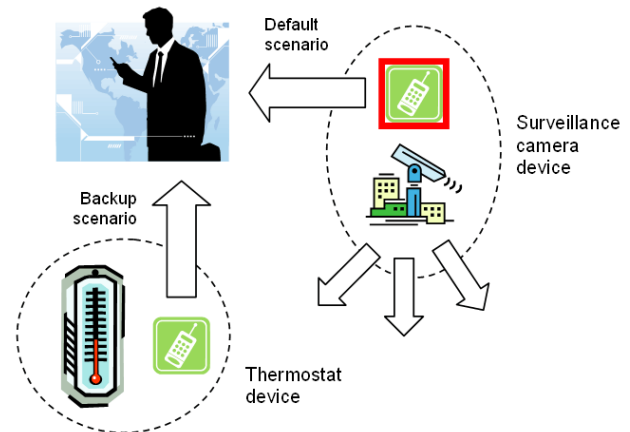 Default
scenario
Surveillance
camera
device
Backup
scenario
Thermostat
device